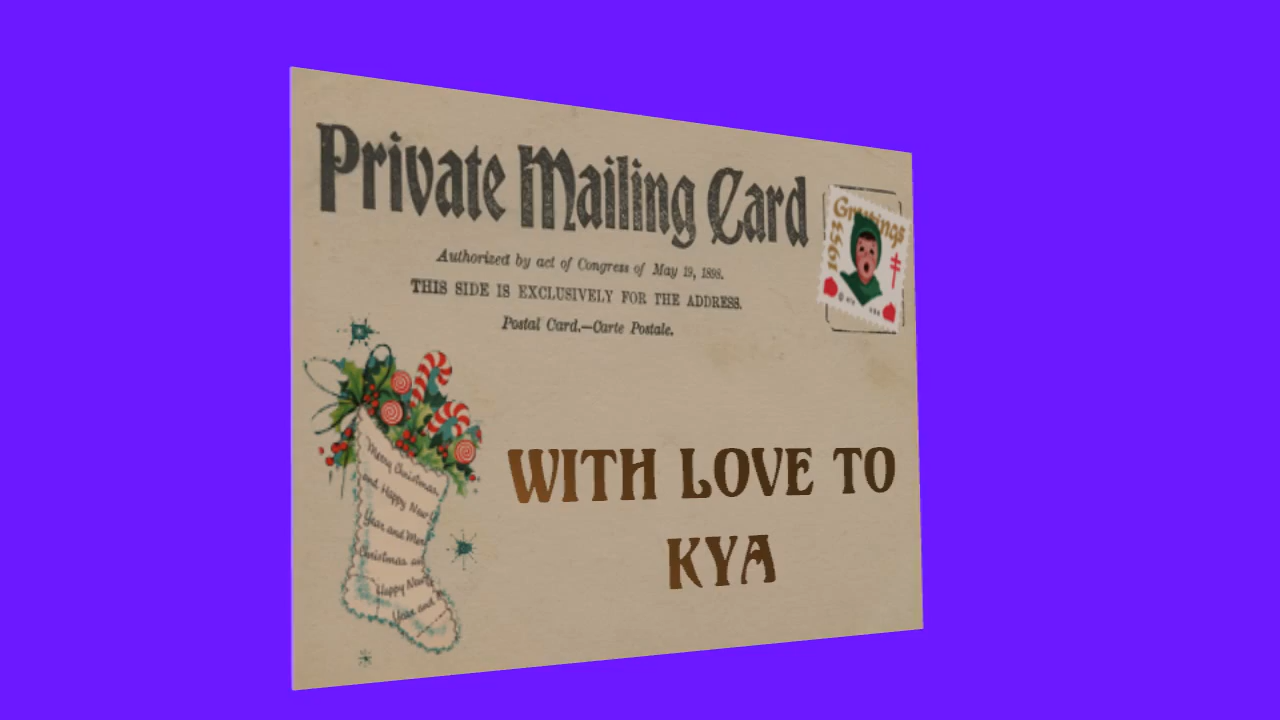 Private Mailing Card
Authorized by act of Congress of May 19, 1898.
THIS SIDE IS EXCLUSIVELY FOR THE ADDRESS.
Postal Card.—Carte Postale.
Greetings
1953
WITH LOVE TO
KYA
Merry Christmas
and Happy New
Year and Merry
Christmas and
Happy New
Year and